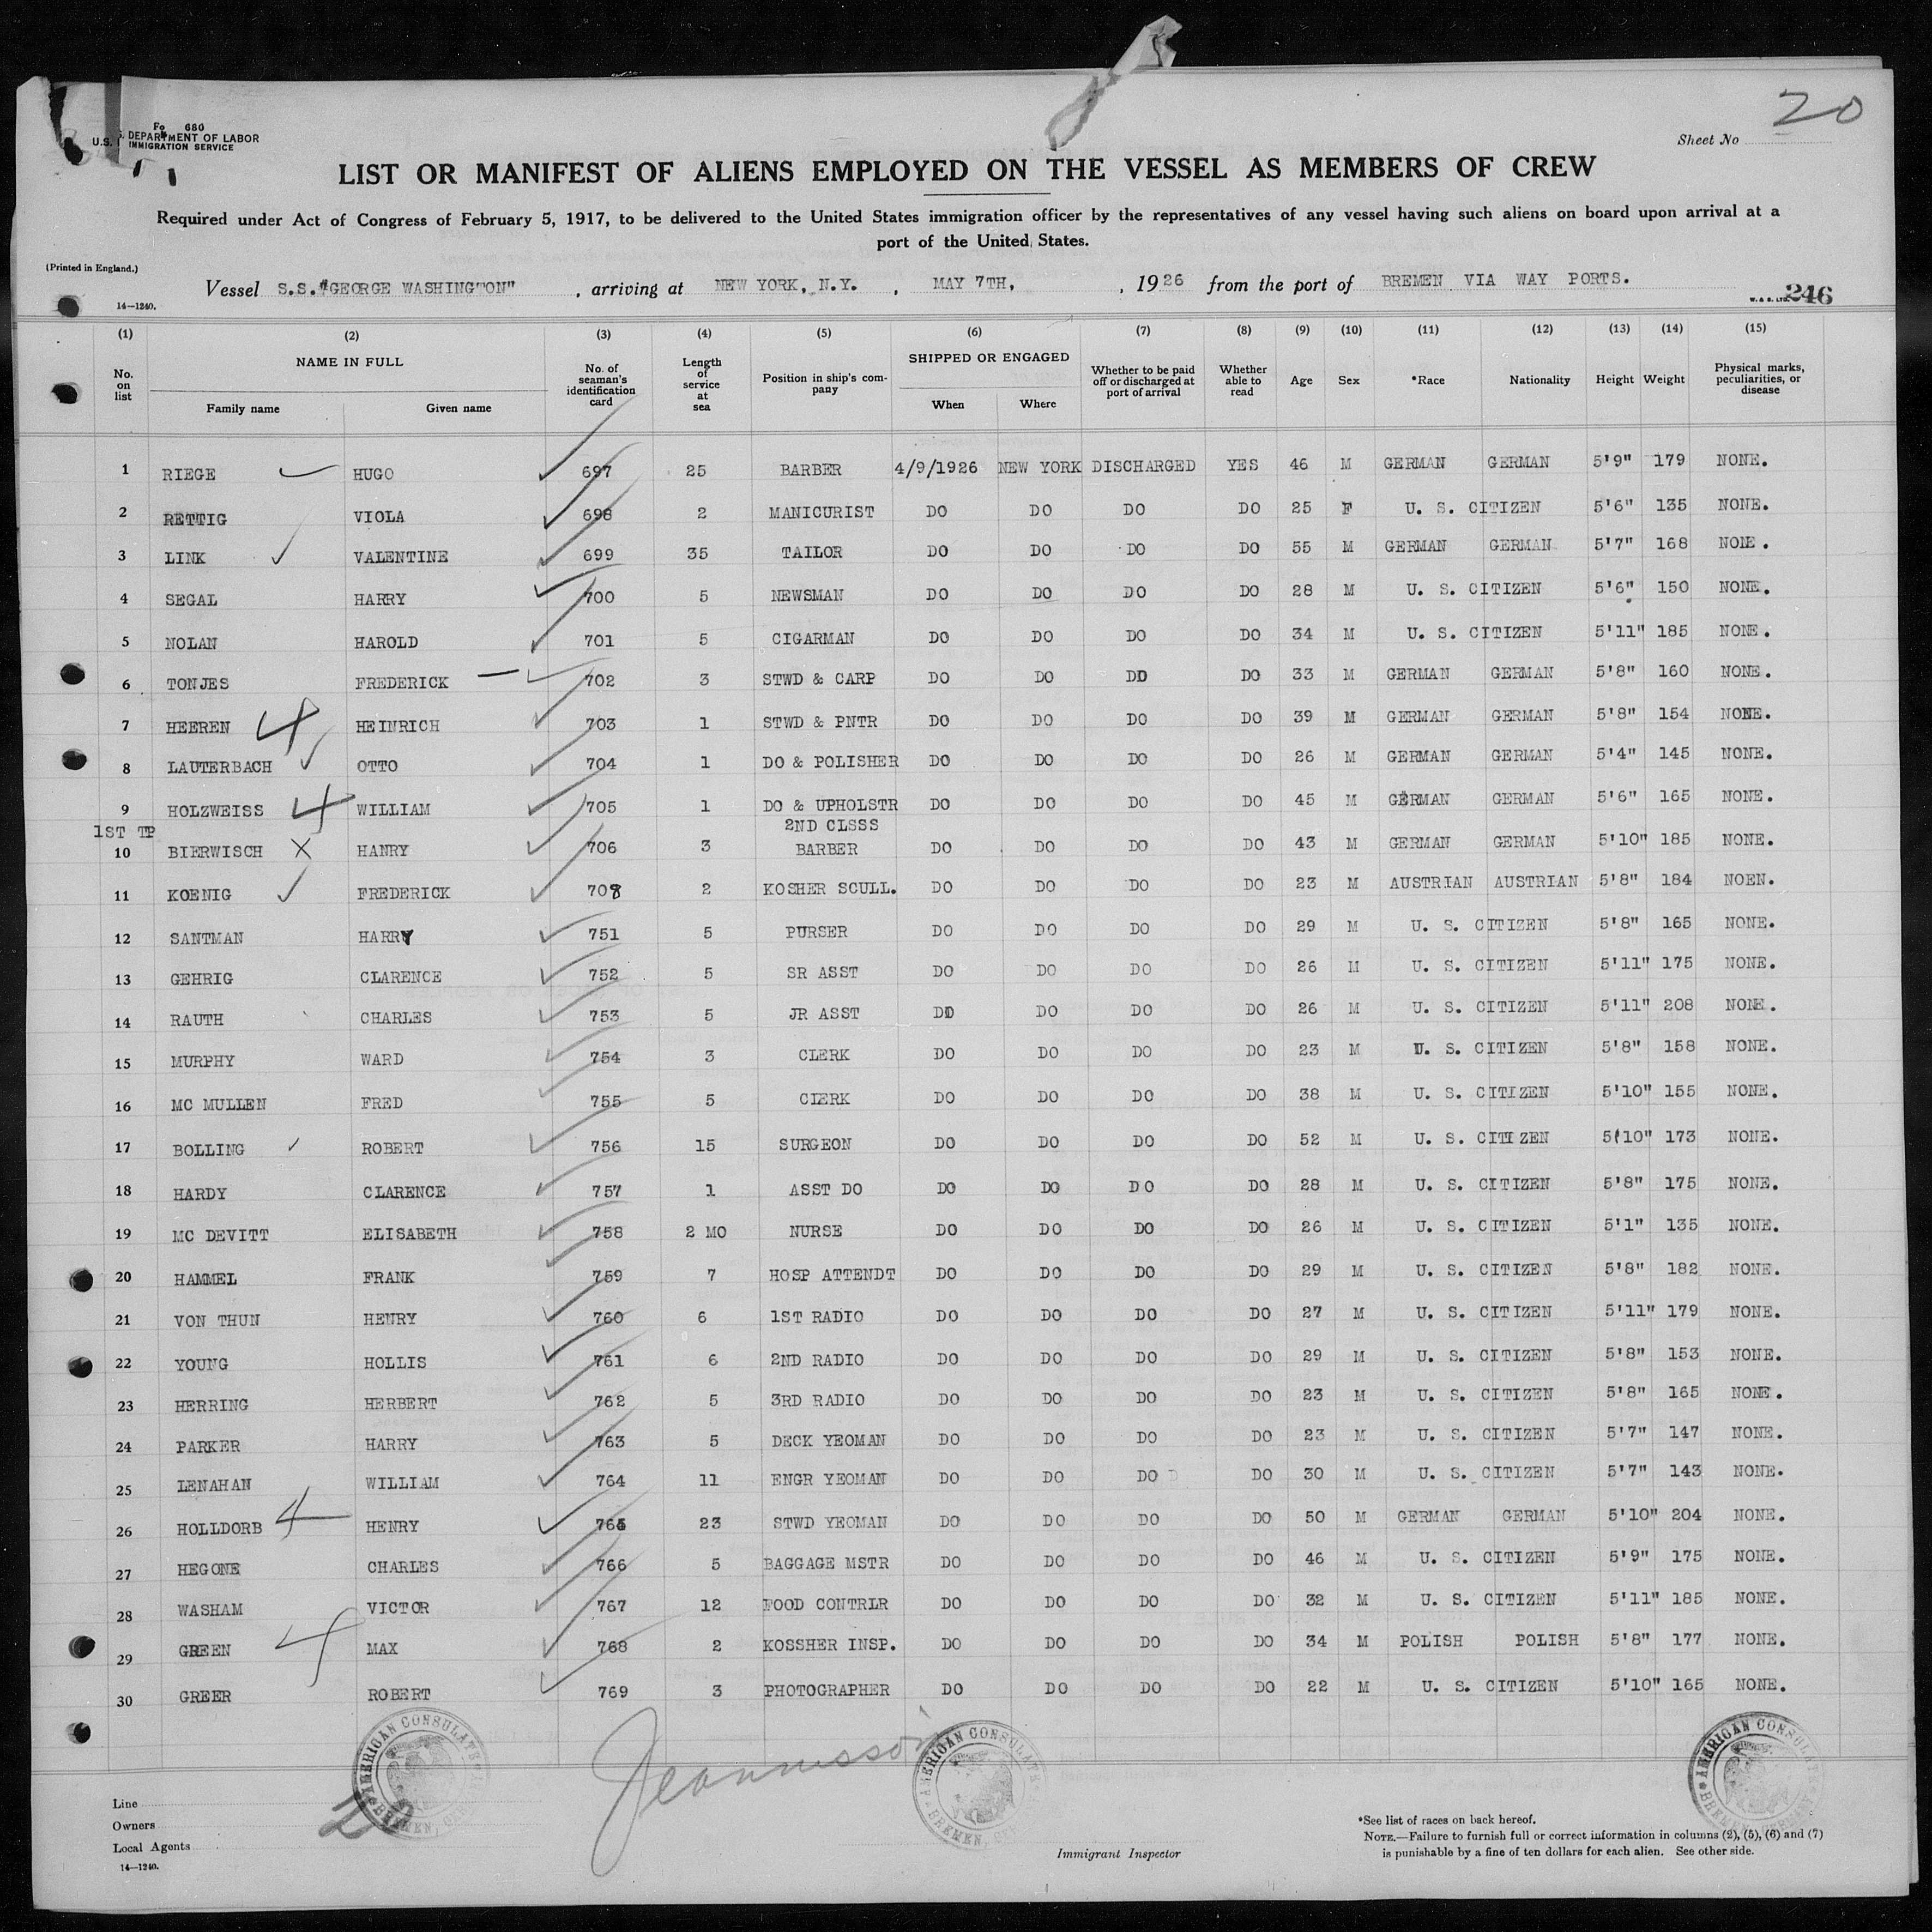 20
Fo 680
U.S. DEPARTMENT OF LABOR
IMMIGRATION SERVICE
Sheet No
LIST OR MANIFEST OF ALIENS EMPLOYED ON THE VESSEL AS MEMBERS OF CREW
Required under Act of Congress of February 5, 1917, to be delivered to the United States immigration officer by the representatives of any vessel having such aliens on board upon arrival at a
port of the United States.
(Printed in England.)
Vessel S.S."GEORGE WASHINGTON" , arriving at NEW YORK, N.Y. , MAY 7TH, , 1926 from the port of BREMEN VIA WAY PORTS.
14—1240.
W. & S. LTD. 246
(1) (2) (3) (4) (5) (6) (7) (8) (9) (10) (11) (12) (13) (14) (15)
No. on list NAME IN FULL Family name Given name No. of seaman's identification card Length of service at sea Position in ship's company SHIPPED OR ENGAGED When Where Whether to be paid off or discharged at port of arrival Whether able to read Age Sex *Race Nationality Height Weight Physical marks, peculiarities, or disease
1 RIEGE HUGO 697 25 BARBER 4/9/1926 NEW YORK DISCHARGED YES 46 M GERMAN GERMAN 5'9" 179 NONE.
2 RETTIG VIOLA 698 2 MANICURIST DO DO DO DO 25 F U. S. CITIZEN 5'6" 135 NONE.
3 LINK VALENTINE 699 35 TAILOR DO DO DO DO 55 M GERMAN GERMAN 5'7" 168 NONE.
4 SEGAL HARRY 700 5 NEWSMAN DO DO DO DO 28 M U. S. CITIZEN 5'6" 150 NONE.
5 NOLAN HAROLD 701 5 CIGARMAN DO DO DO DO 34 M U. S. CITIZEN 5'11" 185 NONE.
6 TONJES FREDERICK 702 3 STWD & CARP DO DO DO DO 33 M GERMAN GERMAN 5'8" 160 NONE.
7 HEEREN 4 HEINRICH 703 1 STWD & PNTR DO DO DO DO 39 M GERMAN GERMAN 5'8" 154 NONE.
8 LAUTERBACH OTTO 704 1 DO & POLISHER DO DO DO DO 26 M GERMAN GERMAN 5'4" 145 NONE.
9 HOLZWEISS 4 WILLIAM 705 1 DO & UPHOLSTR DO DO DO DO 45 M GERMAN GERMAN 5'6" 165 NONE.
1ST TP 2ND CLSSS
10 BIERWISCH X HANRY 706 3 BARBER DO DO DO DO 43 M GERMAN GERMAN 5'10" 185 NONE.
11 KOENIG FREDERICK 708 2 KOSHER SCULL. DO DO DO DO 23 M AUSTRIAN AUSTRIAN 5'8" 184 NOEN.
12 SANTMAN HARRY 751 5 PURSER DO DO DO DO 29 M U. S. CITIZEN 5'8" 165 NONE.
13 GEHRIG CLARENCE 752 5 SR ASST DO DO DO DO 26 M U. S. CITIZEN 5'11" 175 NONE.
14 RAUTH CHARLES 753 5 JR ASST DO DO DO DO 26 M U. S. CITIZEN 5'11" 208 NONE.
15 MURPHY WARD 754 3 CLERK DO DO DO DO 23 M U. S. CITIZEN 5'8" 158 NONE.
16 MC MULLEN FRED 755 5 CLERK DO DO DO DO 38 M U. S. CITIZEN 5'10" 155 NONE.
17 BOLLING ROBERT 756 15 SURGEON DO DO DO DO 52 M U. S. CITIZEN 5(10" 173 NONE.
18 HARDY CLARENCE 757 1 ASST DO DO DO DO DO 28 M U. S. CITIZEN 5'8" 175 NONE.
19 MC DEVITT ELISABETH 758 2 MO NURSE DO DO DO DO 26 M U. S. CITIZEN 5'1" 135 NONE.
20 HAMMEL FRANK 759 7 HOSP ATTENDT DO DO DO DO 29 M U. S. CITIZEN 5'8" 182 NONE.
21 VON THUN HENRY 760 6 1ST RADIO DO DO DO DO 27 M U. S. CITIZEN 5'11" 179 NONE.
22 YOUNG HOLLIS 761 6 2ND RADIO DO DO DO DO 29 M U. S. CITIZEN 5'8" 153 NONE.
23 HERRING HERBERT 762 5 3RD RADIO DO DO DO DO 23 M U. S. CITIZEN 5'8" 165 NONE.
24 PARKER HARRY 763 5 DECK YEOMAN DO DO DO DO 23 M U. S. CITIZEN 5'7" 147 NONE.
25 LENAHAN WILLIAM 764 11 ENGR YEOMAN DO DO DO DO 30 M U. S. CITIZEN 5'7" 143 NONE.
26 HOLLDORB 4 HENRY 765 23 STWD YEOMAN DO DO DO DO 50 M GERMAN GERMAN 5'10" 204 NONE.
27 HEGONE CHARLES 766 5 BAGGAGE MSTR DO DO DO DO 46 M U. S. CITIZEN 5'9" 175 NONE.
28 WASHAM VICTOR 767 12 FOOD CONTRLR DO DO DO DO 32 M U. S. CITIZEN 5'11" 185 NONE.
29 GREEN 4 MAX 768 2 KOSSHER INSP. DO DO DO DO 34 M POLISH POLISH 5'8" 177 NONE.
30 GREER ROBERT 769 3 PHOTOGRAPHER DO DO DO DO 22 M U. S. CITIZEN 5'10" 165 NONE.
AMERICAN CONSULATE BREMEN,
AMERICAN CONSULATE BREMEN,
AMERICAN CONSULATE BREMEN, GERMANY
Line
Owners
Local Agents
14—1240.
Immigrant Inspector
*See list of races on back hereof.
NOTE.—Failure to furnish full or correct information in columns (2), (5), (6) and (7)
is punishable by a fine of ten dollars for each alien. See other side.